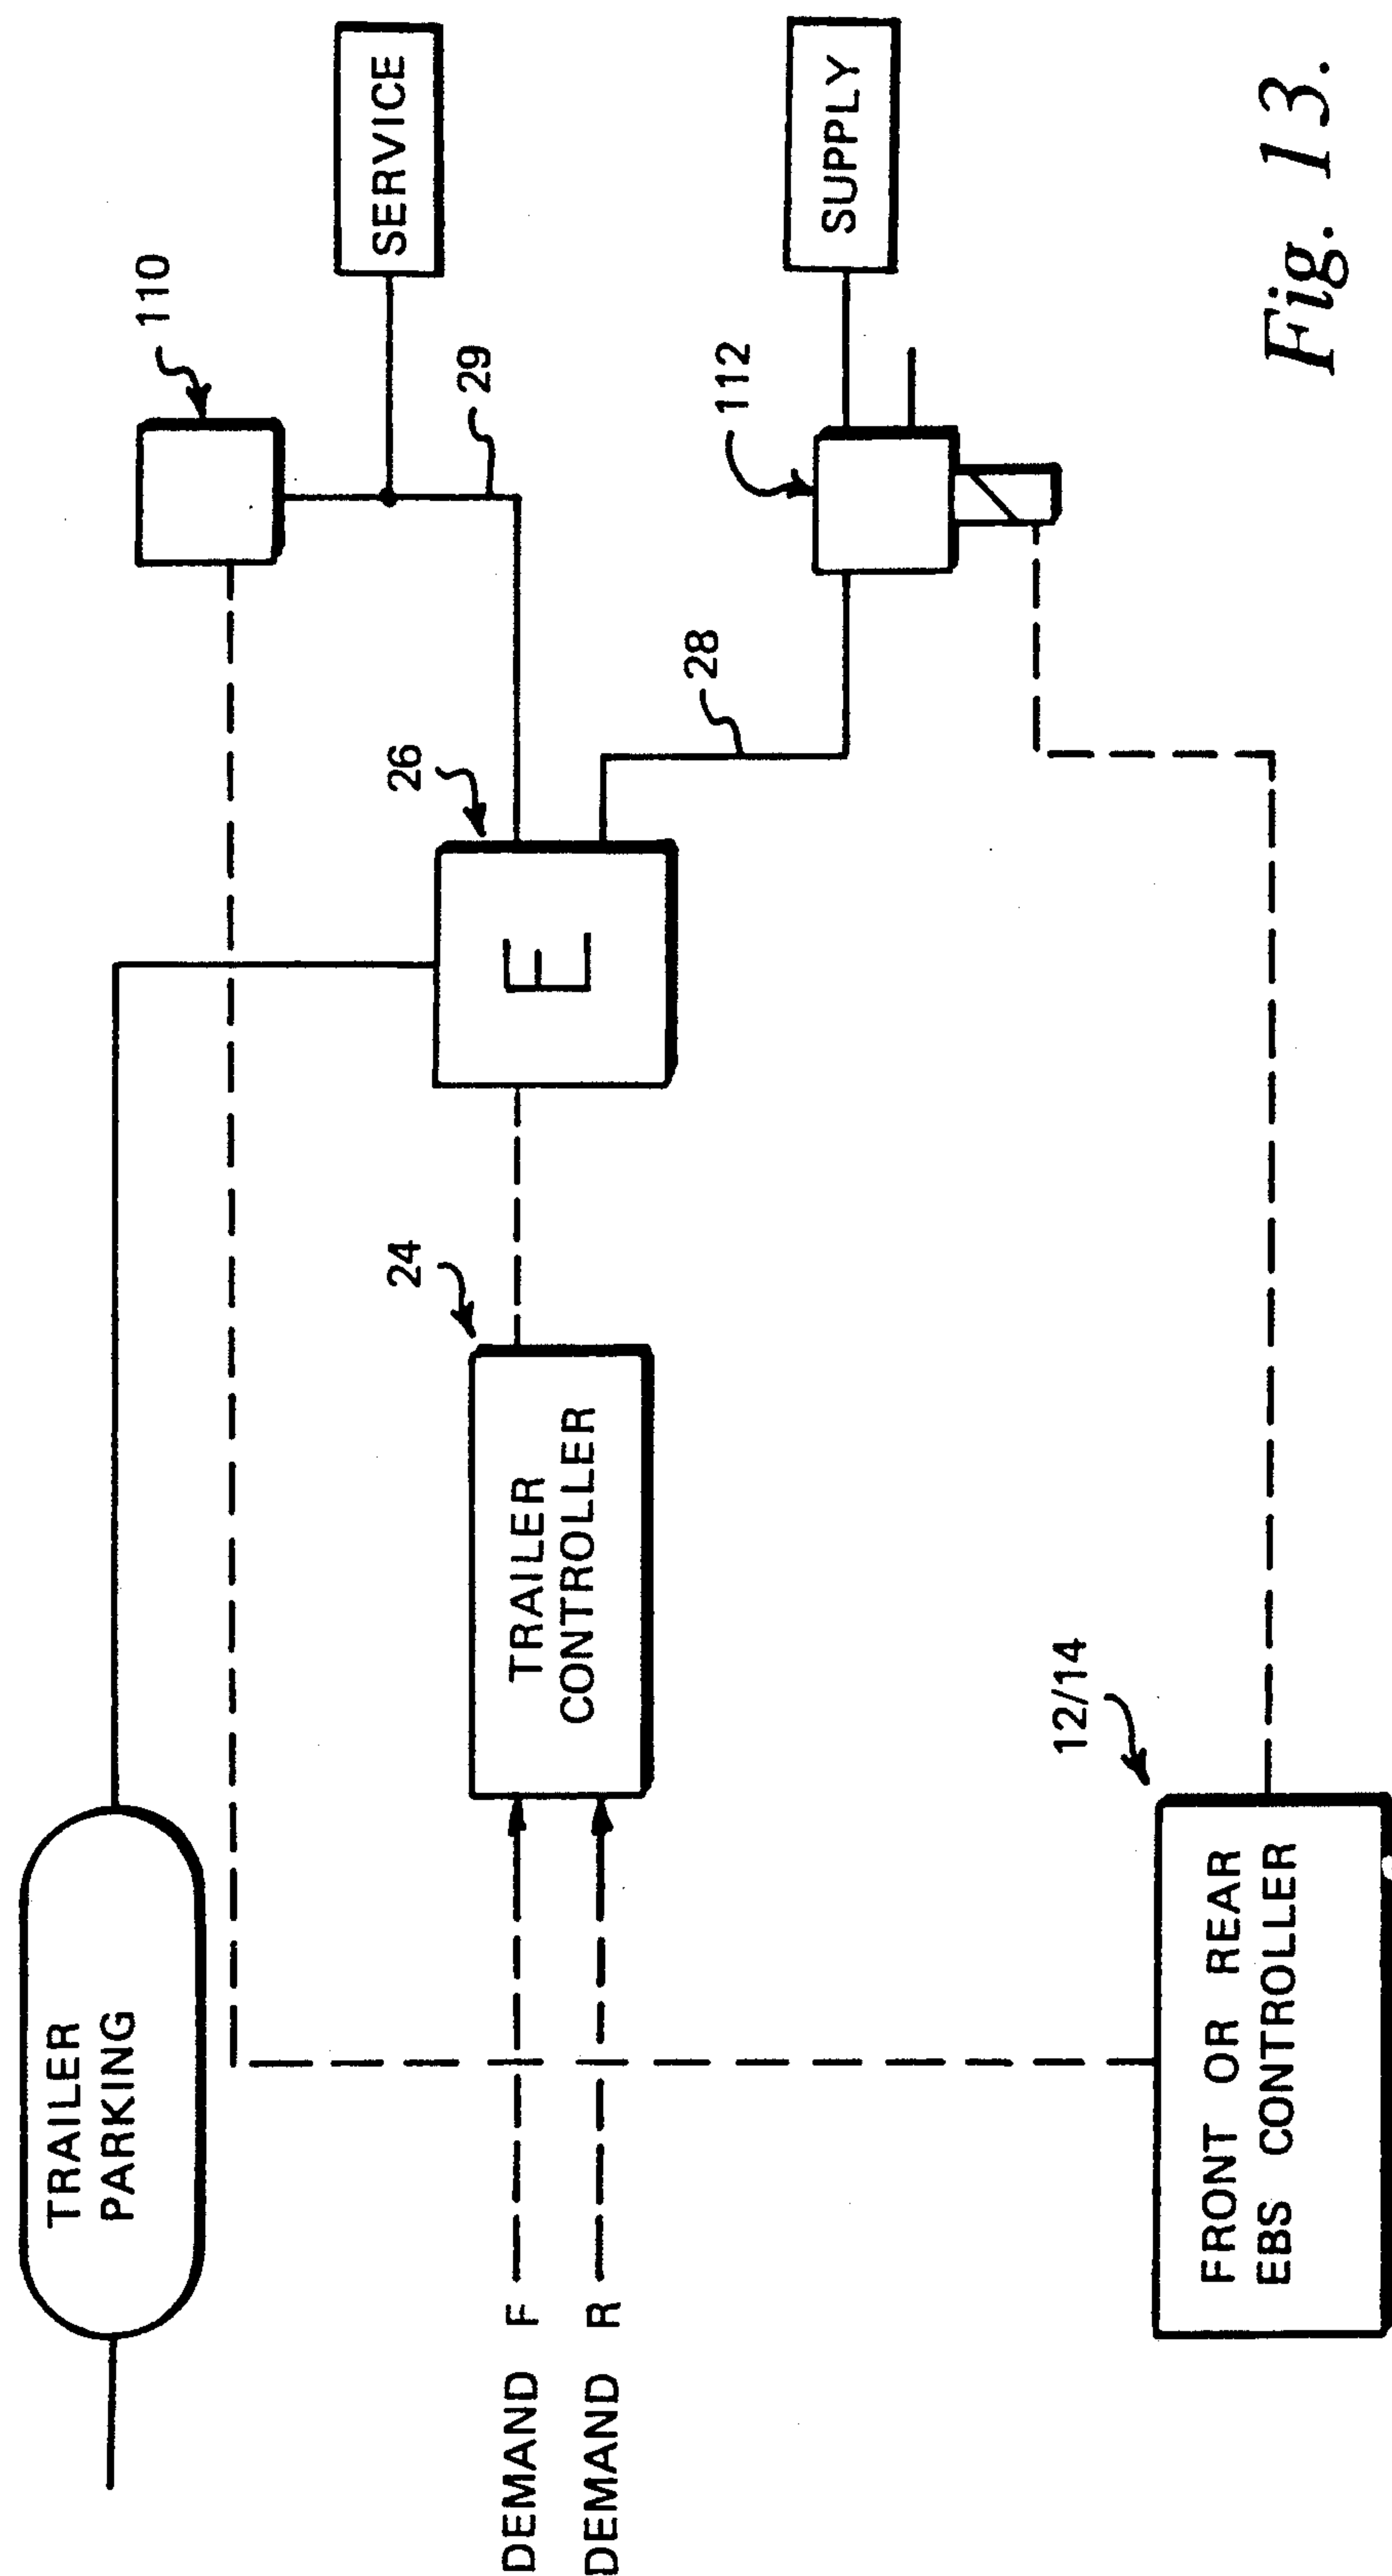 TRAILER
PARKING
110
SERVICE
29
26
E
24
TRAILER
CONTROLLER
DEMAND F
DEMAND R
28
112
SUPPLY
12/14
FRONT OR REAR
EBS CONTROLLER
Fig. 13.